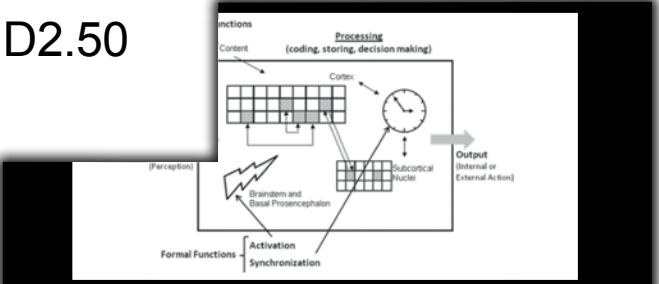 D2.50
Processing
(coding, storing, decision making)
Content
Cortex
Subcortical
Nuclei
Output
(Internal or
External Action)
(Perception)
Brainstem and
Basal Prosencephalon
Formal Functions
Activation
Synchronization